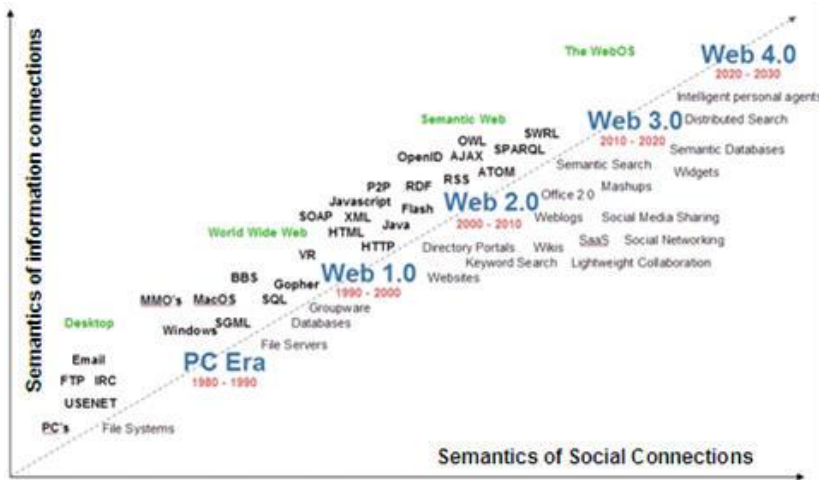 Semantics of information connections
The WebOS
Web 4.0
2020 - 2030
Intelligent personal agents
Semantic Web
SWRL
Web 3.0
Distributed Search
2010 - 2020
OWL
SPARQL
OpenID
AJAX
Semantic Databases
Semantic Search
ATOM
Widgets
P2P
RDF
RSS
Mashups
Office 2.0
Javascript
Flash
Web 2.0
2000 - 2010
SOAP
XML
Java
Weblogs
Social Media Sharing
World Wide Web
HTML
HTTP
Directory Portals
Wikis
SaaS
Social Networking
VR
Keyword Search
Lightweight Collaboration
Web 1.0
1990 - 2000
Websites
BBS
Gopher
MMO's
MacOS
SQL
Groupware
Desktop
Windows
SGML
Databases
File Servers
Email
PC Era
1980 - 1990
FTP
IRC
USENET
PC's
File Systems
Semantics of Social Connections